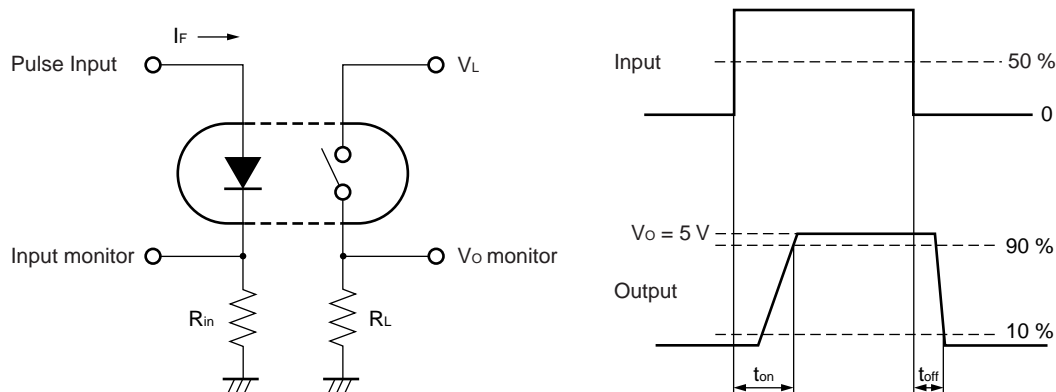 IF
Pulse Input
VL
Input monitor
VO monitor
Rin
RL
Input
50 %
0
VO = 5 V
90 %
Output
10 %
ton
toff